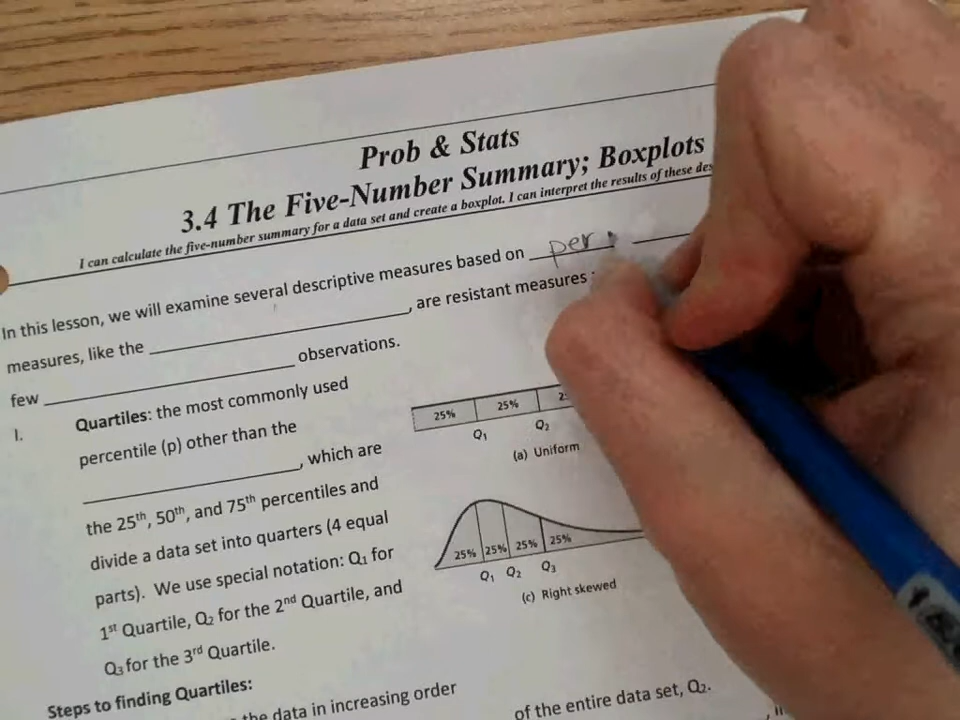 Prob & Stats
3.4 The Five-Number Summary; Boxplots
I can calculate the five-number summary for a data set and create a boxplot. I can interpret the results of these
In this lesson, we will examine several descriptive measures based on per
measures, like the , are resistant measures
few observations.
I. Quartiles: the most commonly used
percentile (p) other than the
, which are
the 25th, 50th, and 75th percentiles and
divide a data set into quarters (4 equal
parts). We use special notation: Q1 for
1st Quartile, Q2 for the 2nd Quartile, and
Q3 for the 3rd Quartile.
25% 25%
Q1 Q2
(a) Uniform
25% 25% 25% 25%
Q1 Q2 Q3
(c) Right skewed
Steps to finding Quartiles:
the data in increasing order
of the entire data set, Q2.